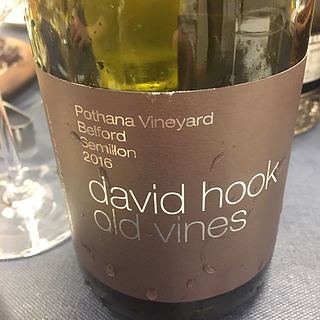 Pothana Vineyard
Belford
Semillon
2016
david hook
old vines